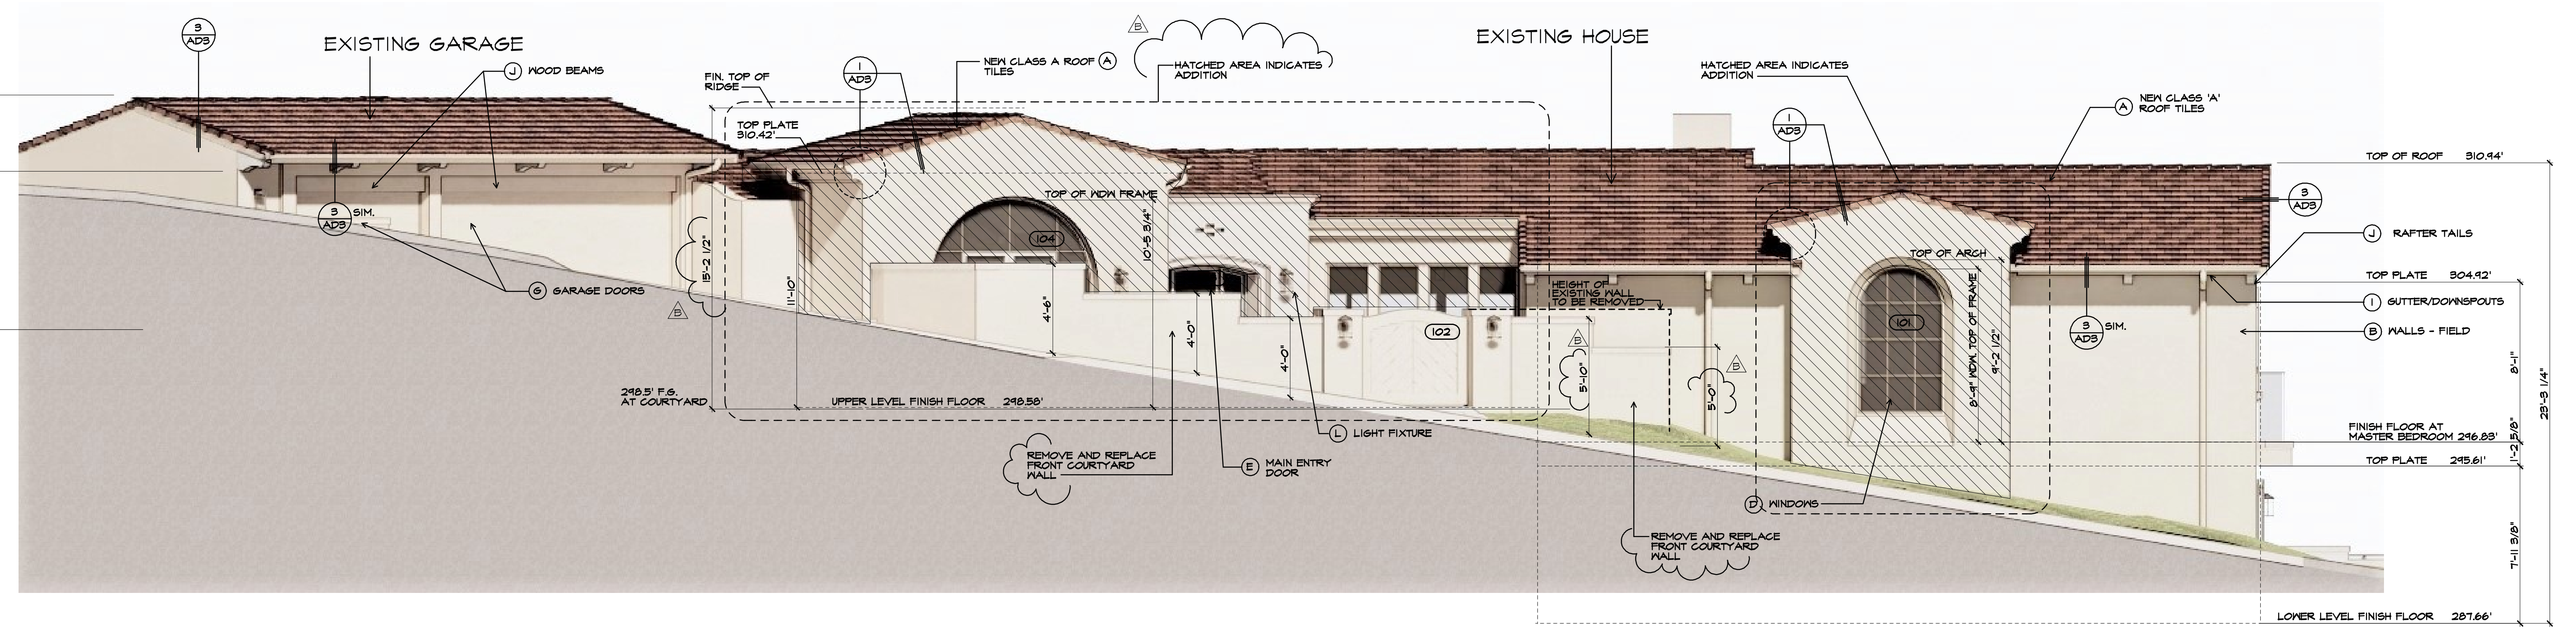 3
AD3
EXISTING GARAGE
J WOOD BEAMS
3
AD3
SIM.
G GARAGE DOORS
FIN. TOP OF
RIDGE
TOP PLATE
310.42'
1
AD3
NEW CLASS A ROOF A
TILES
B
HATCHED AREA INDICATES
ADDITION
EXISTING HOUSE
HATCHED AREA INDICATES
ADDITION
1
AD3
A NEW CLASS 'A'
ROOF TILES
TOP OF ROOF 310.94'
3
AD3
J RAFTER TAILS
TOP PLATE 304.92'
I GUTTER/DOWNSPOUTS
B WALLS - FIELD
3
AD3
SIM.
TOP OF WDW FRAME
104
15'-2 1/2"
B
11'-10"
10'-5 3/4"
4'-6"
4'-0"
4'-0"
298.5' F.G.
AT COURTYARD
UPPER LEVEL FINISH FLOOR 298.58'
102
HEIGHT OF
EXISTING WALL
TO BE REMOVED
B
5'-10"
B
5'-0"
TOP OF ARCH
101
8'-9" WDW. TOP OF FRAME
9'-2 1/2"
L LIGHT FIXTURE
E MAIN ENTRY
DOOR
REMOVE AND REPLACE
FRONT COURTYARD
WALL
REMOVE AND REPLACE
FRONT COURTYARD
WALL
D WINDOWS
8'-1"
23'-3 1/4"
FINISH FLOOR AT
MASTER BEDROOM 296.83'
1'-2 5/8"
TOP PLATE 295.61'
7'-11 3/8"
LOWER LEVEL FINISH FLOOR 287.66'